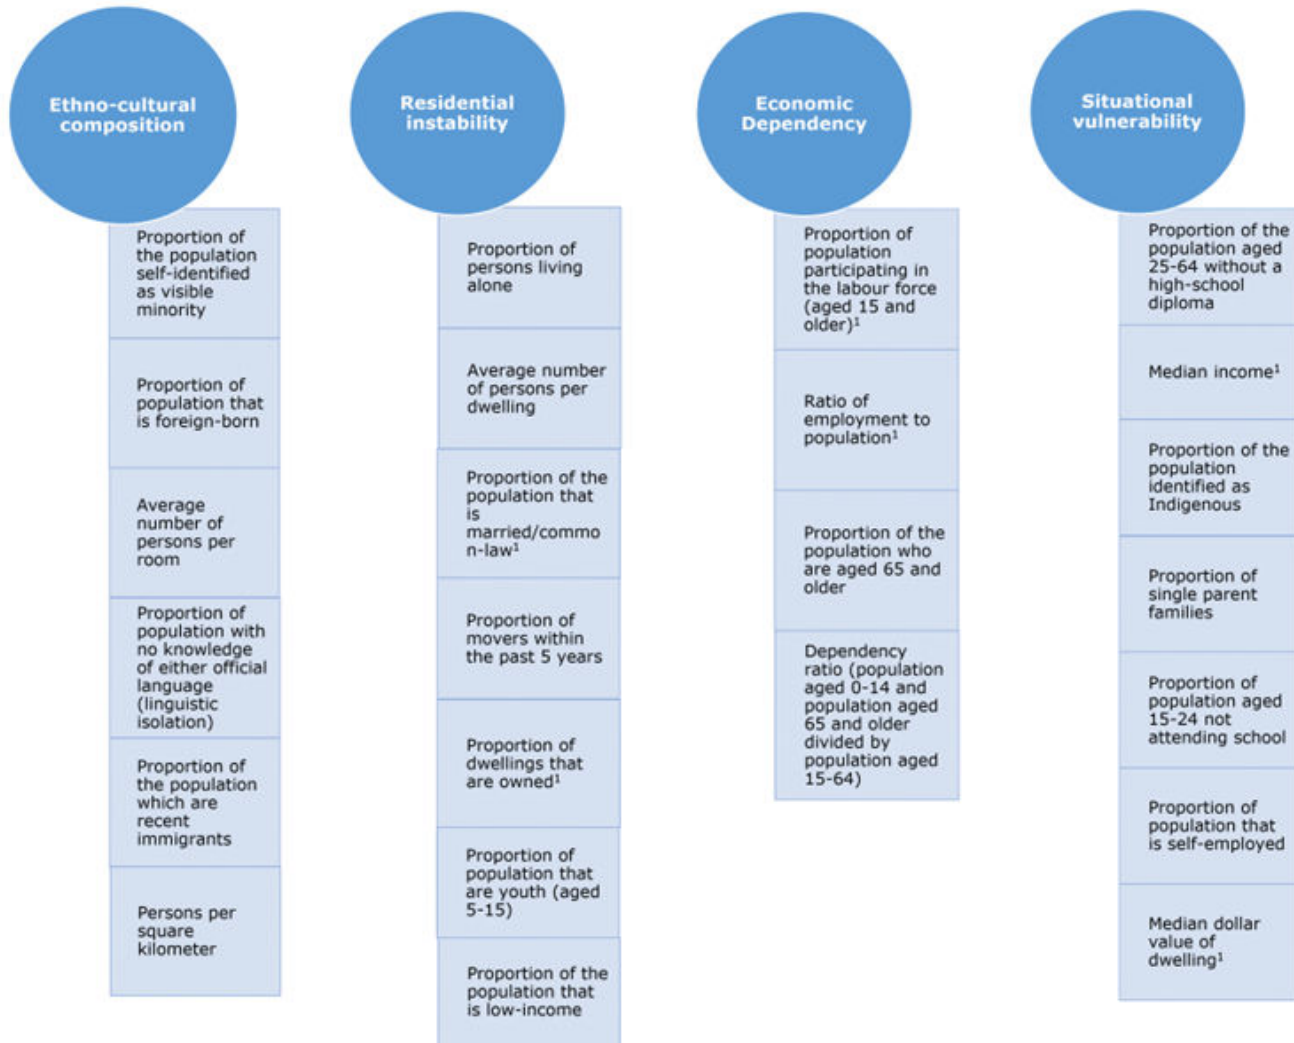 Ethno-cultural
composition
Proportion of
the population
self-identified
as visible
minority
Proportion of
population that
is foreign-born
Average
number of
persons per
room
Proportion of
population with
no knowledge
of either official
language
(linguistic
isolation)
Proportion of
the population
which are
recent
immigrants
Persons per
square
kilometer
Residential
instability
Proportion of
persons living
alone
Average number
of persons per
dwelling
Proportion of the
population that
is
married/commo
n-law¹
Proportion of
movers within
the past 5 years
Proportion of
dwellings that
are owned¹
Proportion of
population that
are youth (aged
5-15)
Proportion of the
population that
is low-income
Economic
Dependency
Proportion of
population
participating in
the labour force
(aged 15 and
older)¹
Ratio of
employment to
population¹
Proportion of the
population who
are aged 65 and
older
Dependency
ratio (population
aged 0-14 and
population aged
65 and older
divided by
population aged
15-64)
Situational
vulnerability
Proportion of the
population aged
25-64 without a
high-school
diploma
Median income¹
Proportion of the
population
identified as
Indigenous
Proportion of
single parent
families
Proportion of
population aged
15-24 not
attending school
Proportion of
population that
is self-employed
Median dollar
value of
dwelling¹